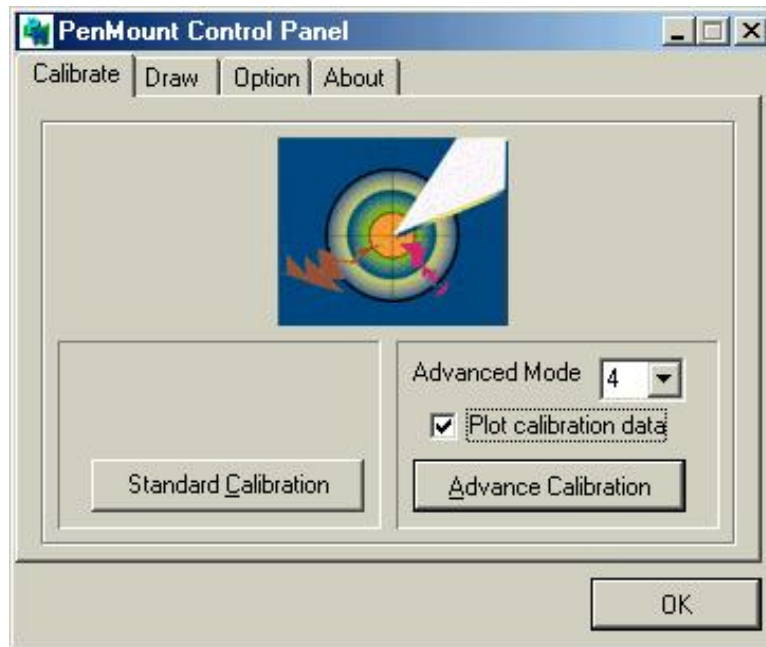 PenMount Control Panel
Calibrate Draw Option About
Advanced Mode 4
Plot calibration data
Standard Calibration Advance Calibration
OK